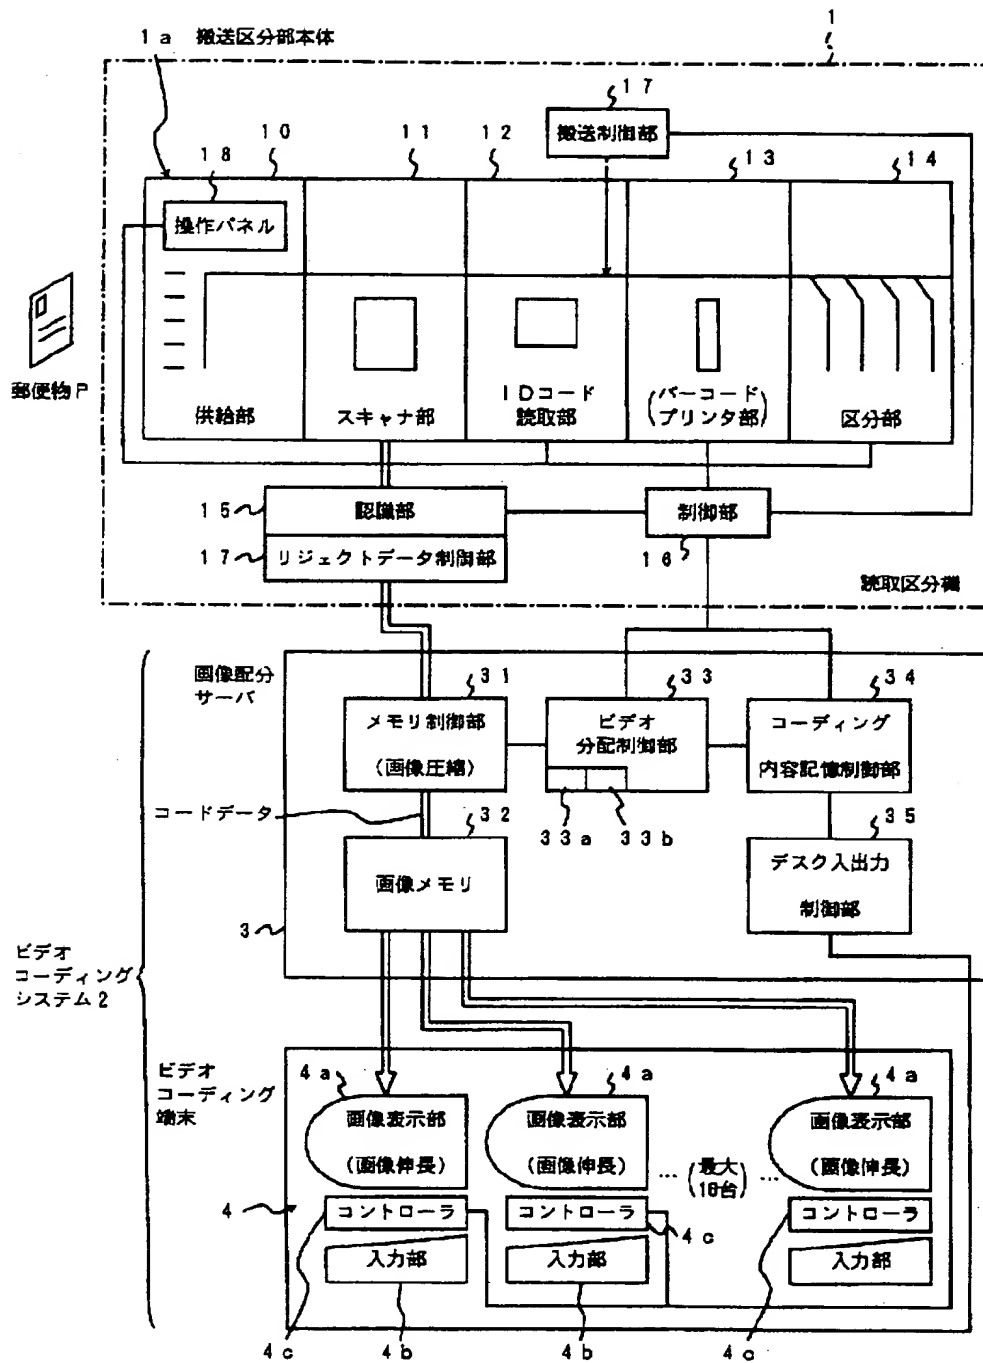 1
1a 搬送区分部本体
17
搬送制御部
18
10
11
12
13
14
操作パネル
郵便物P
供給部
スキャナ部
IDコード
読取部
(バーコード
プリンタ部)
区分部
15
認識部
制御部
16
17
リジェクトデータ制御部
読取区分機
画像配分
サーバ
31
メモリ制御部
(画像圧縮)
33
ビデオ
分配制御部
33a
33b
34
コーディング
内容記憶制御部
コードデータ
32
画像メモリ
35
デスク入出力
制御部
3
ビデオ
コーディング
システム2
ビデオ
コーディング
端末
4a
画像表示部
(画像伸長)
4a
画像表示部
(画像伸長)
… (最大
16台) …
4a
画像表示部
(画像伸長)
4
コントローラ
コントローラ
4c
コントローラ
入力部
入力部
入力部
4c
4b
4b
4c